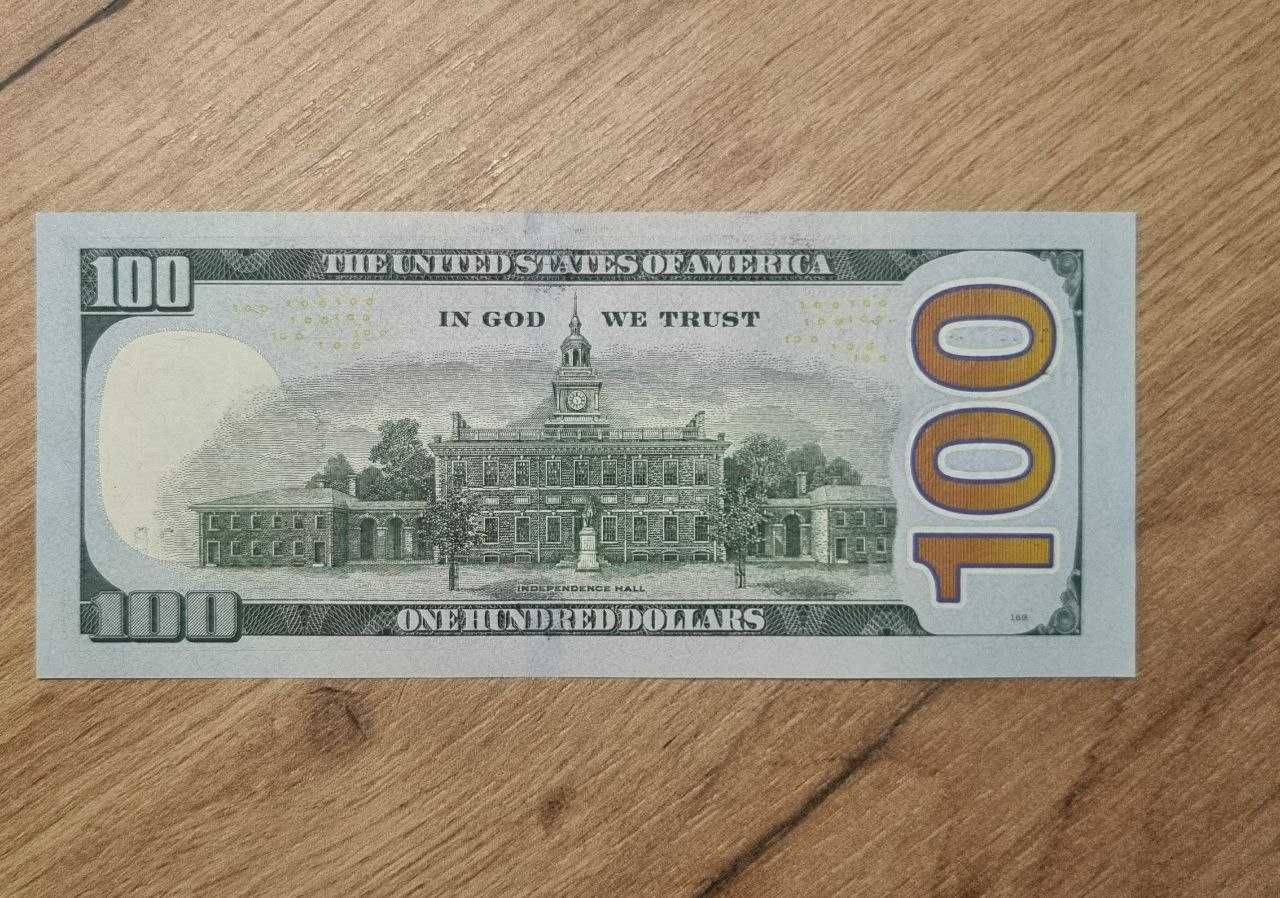 100
THE UNITED STATES OF AMERICA
IN GOD WE TRUST
100
INDEPENDENCE HALL
100
ONE HUNDRED DOLLARS